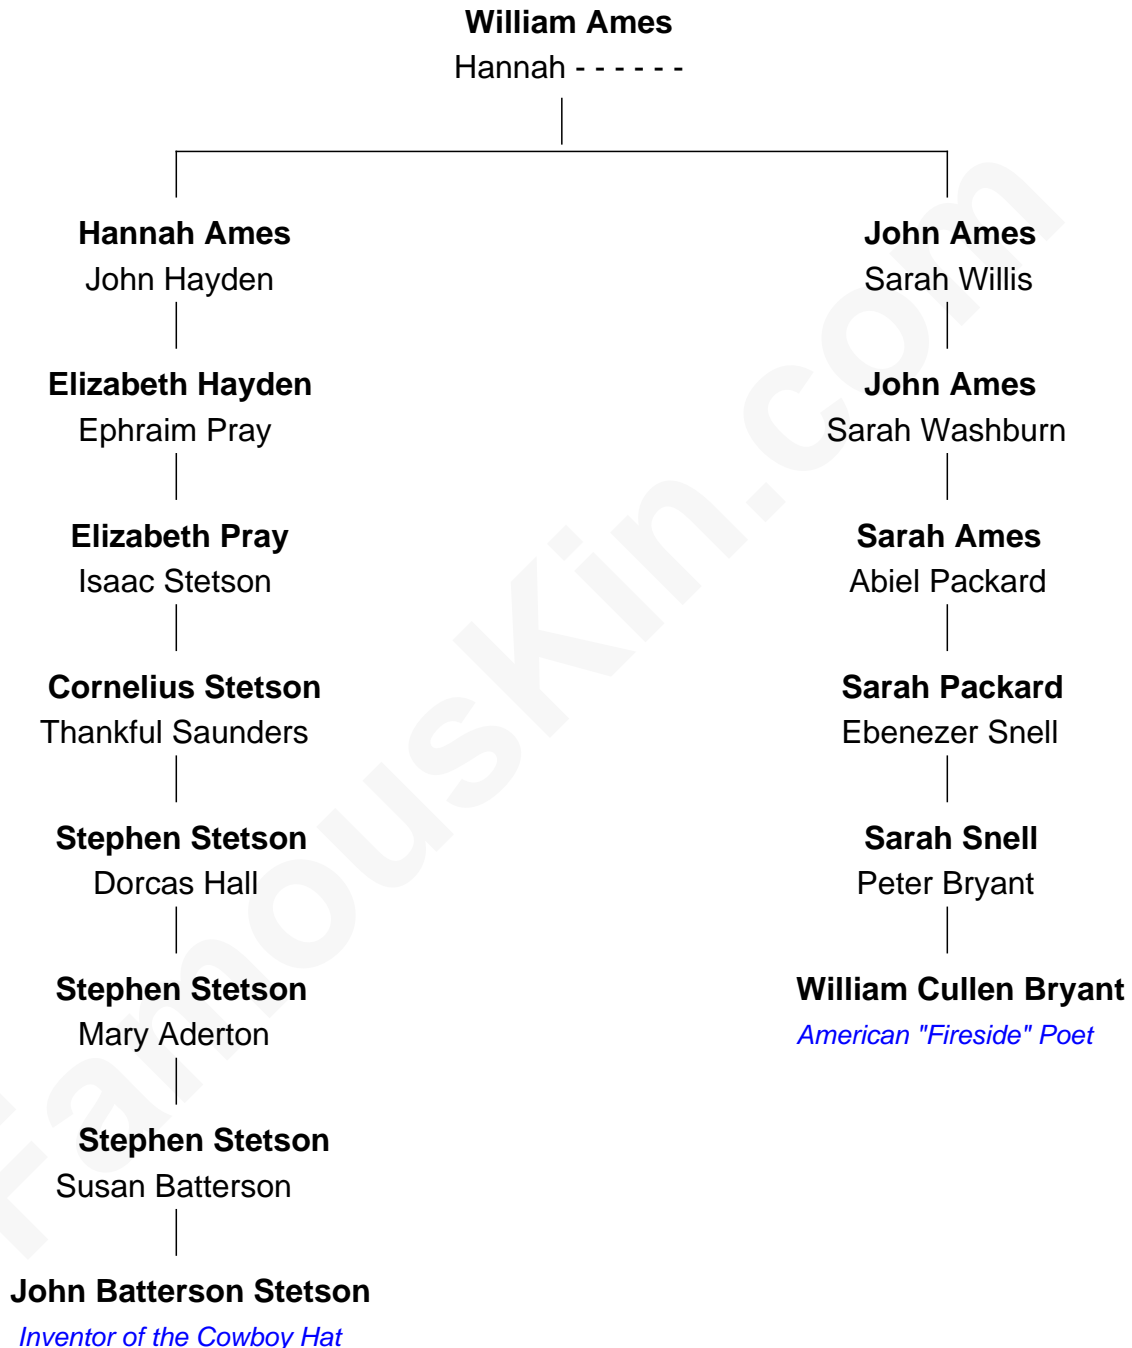 William Ames
Hannah - - - - - -
Hannah Ames
John Hayden
John Ames
Sarah Willis
Elizabeth Hayden
Ephraim Pray
John Ames
Sarah Washburn
Elizabeth Pray
Isaac Stetson
Sarah Ames
Abiel Packard
Cornelius Stetson
Thankful Saunders
Sarah Packard
Ebenezer Snell
Stephen Stetson
Dorcas Hall
Sarah Snell
Peter Bryant
Stephen Stetson
Mary Aderton
William Cullen Bryant
American "Fireside" Poet
Stephen Stetson
Susan Batterson
John Batterson Stetson
Inventor of the Cowboy Hat
FamousKin.com